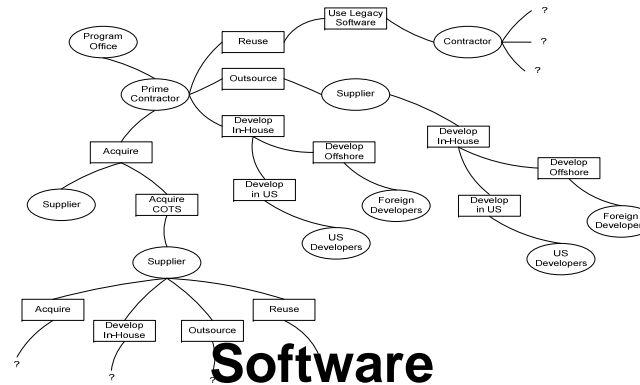 Use Legacy
Software
?
Program
Office
Reuse
Contractor
?
?
Outsource
Prime
Contractor
Supplier
Develop
In-House
Develop
In-House
Acquire
Develop
Offshore
Develop
Offshore
Develop
in US
Supplier
Acquire
COTS
Foreign
Developers
Develop
in US
Foreign
US
Developers
US
Developers
Supplier
Acquire
Develop
In-House
Outsource
Reuse
?
?
?
Software